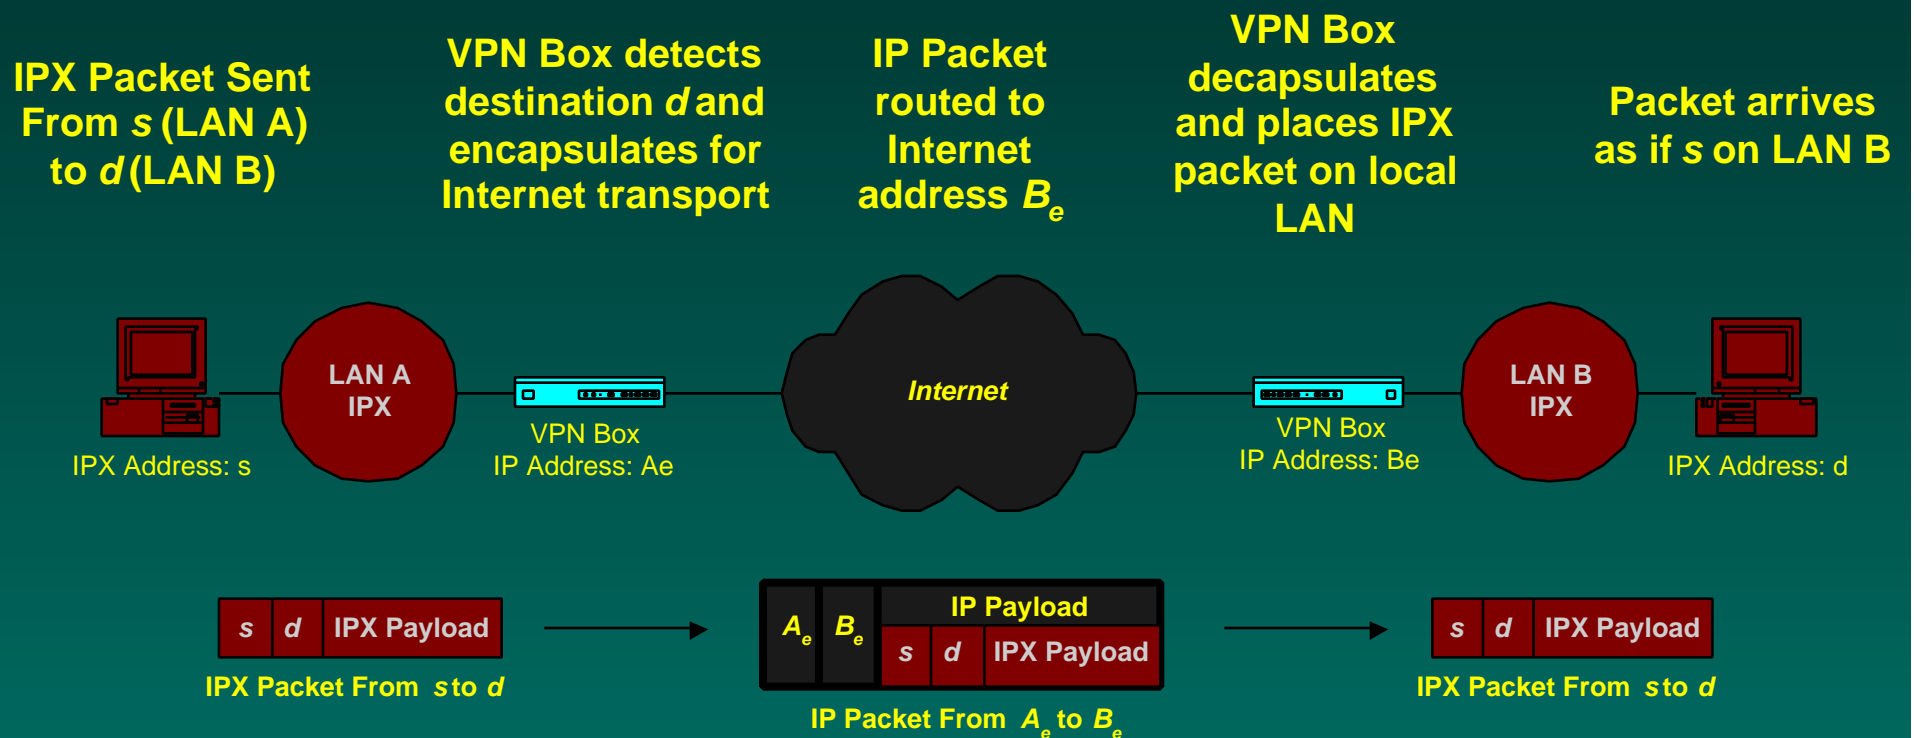 IPX Packet Sent
From s (LAN A)
to d (LAN B)
VPN Box detects
destination d and
encapsulates for
Internet transport
IP Packet
routed to
Internet
address Be
VPN Box
decapsulates
and places IPX
packet on local
LAN
Packet arrives
as if s on LAN B
IPX Address: s
LAN A
IPX
VPN Box
IP Address: Ae
Internet
VPN Box
IP Address: Be
LAN B
IPX
IPX Address: d
s d IPX Payload
IPX Packet From s to d
Ae Be IP Payload
s d IPX Payload
IP Packet From Ae to Be
s d IPX Payload
IPX Packet From s to d